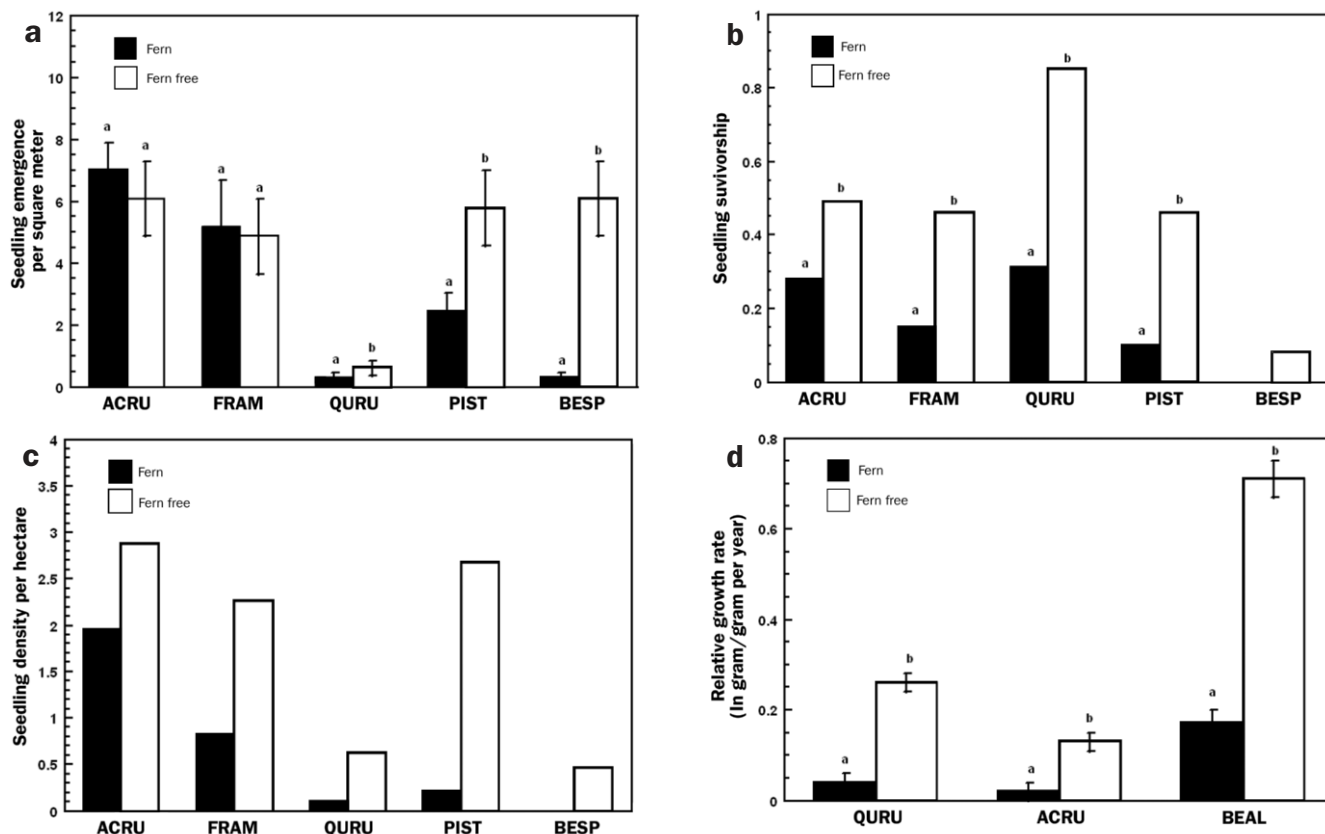 a
Fern
Fern free
Seedling emergence
per square meter
12
10
8
6
4
2
0
a
a
a
a
a
b
a
b
a
b
ACRU
FRAM
QURU
PIST
BESP
b
Fern
Fern free
Seedling suvivorship
1
0.8
0.6
0.4
0.2
0
a
b
a
b
a
b
a
b
ACRU
FRAM
QURU
PIST
BESP
c
Fern
Fern free
Seedling density per hectare
4
3.5
3
2.5
2
1.5
1
0.5
0
ACRU
FRAM
QURU
PIST
BESP
d
Fern
Fern free
Relative growth rate
(In gram/gram per year)
0.8
0.6
0.4
0.2
0
a
b
a
b
a
b
QURU
ACRU
BEAL